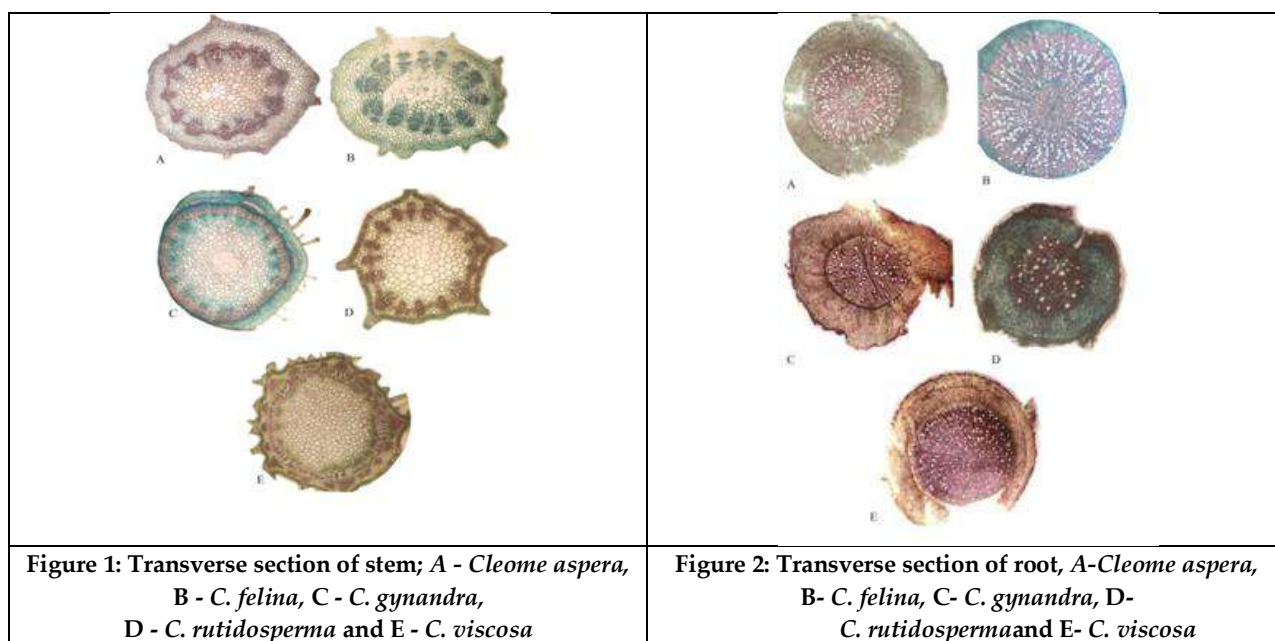 A
B
C
D
E
Figure 1: Transverse section of stem; A - Cleome aspera,
B - C. felina, C - C. gynandra,
D - C. rutidosperma and E - C. viscosa
A
B
C
D
E
Figure 2: Transverse section of root, A-Cleome aspera,
B- C. felina, C- C. gynandra, D-
C. rutidospermaand E- C. viscosa